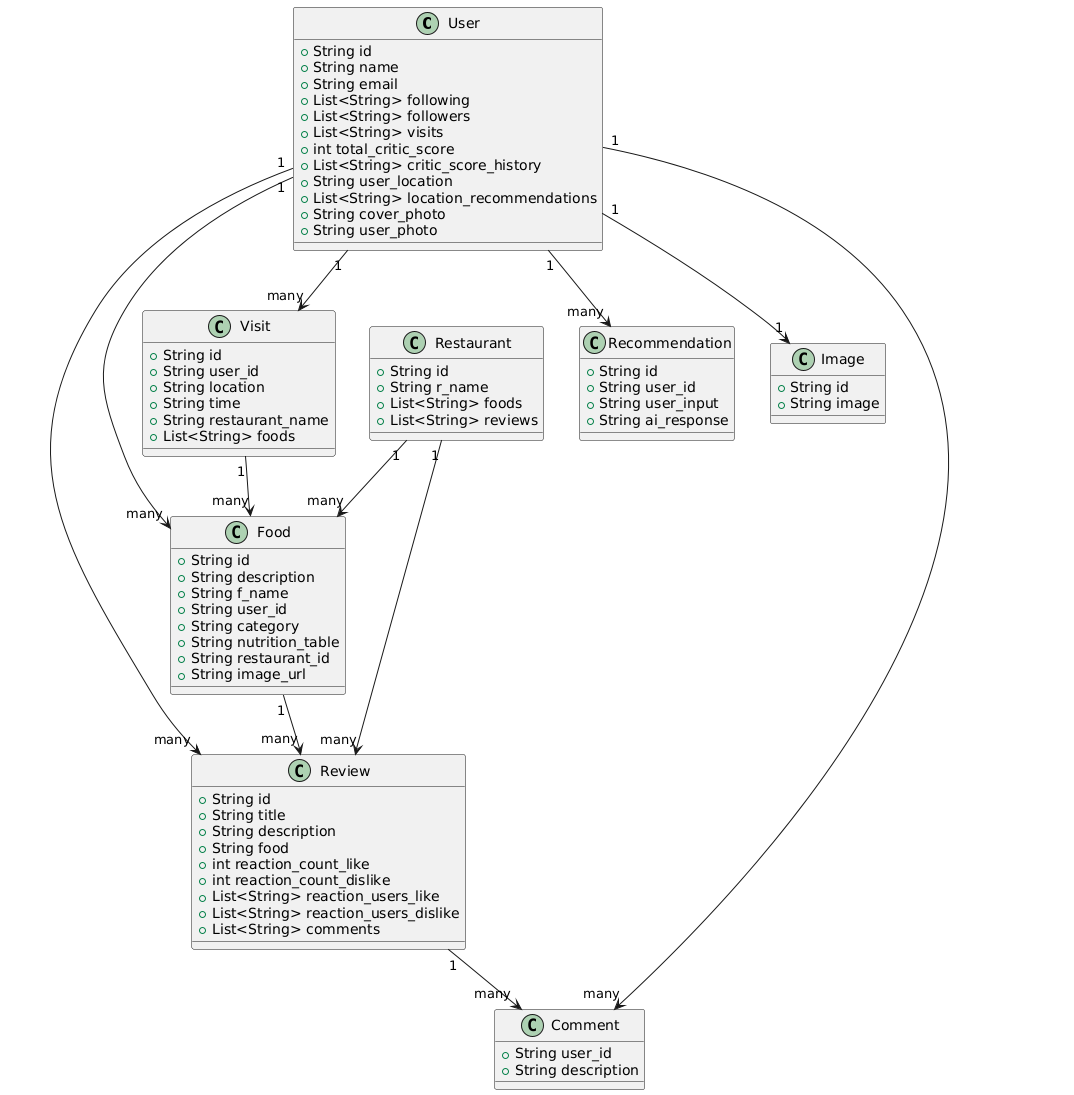 C User
String id
String name
String email
List<String> following
List<String> followers
List<String> visits
int total_critic_score
List<String> critic_score_history
String user_location
List<String> location_recommendations
String cover_photo
String user_photo
1
1
1
1
1
1
many
many
1
C Visit
String id
String user_id
String location
String time
String restaurant_name
List<String> foods
C Restaurant
String id
String r_name
List<String> foods
List<String> reviews
C Recommendation
String id
String user_id
String user_input
String ai_response
C Image
String id
String image
1
1
1
many
many
many
C Food
String id
String description
String f_name
String user_id
String category
String nutrition_table
String restaurant_id
String image_url
1
many
many
many
C Review
String id
String title
String description
String food
int reaction_count_like
int reaction_count_dislike
List<String> reaction_users_like
List<String> reaction_users_dislike
List<String> comments
1
many
many
C Comment
String user_id
String description